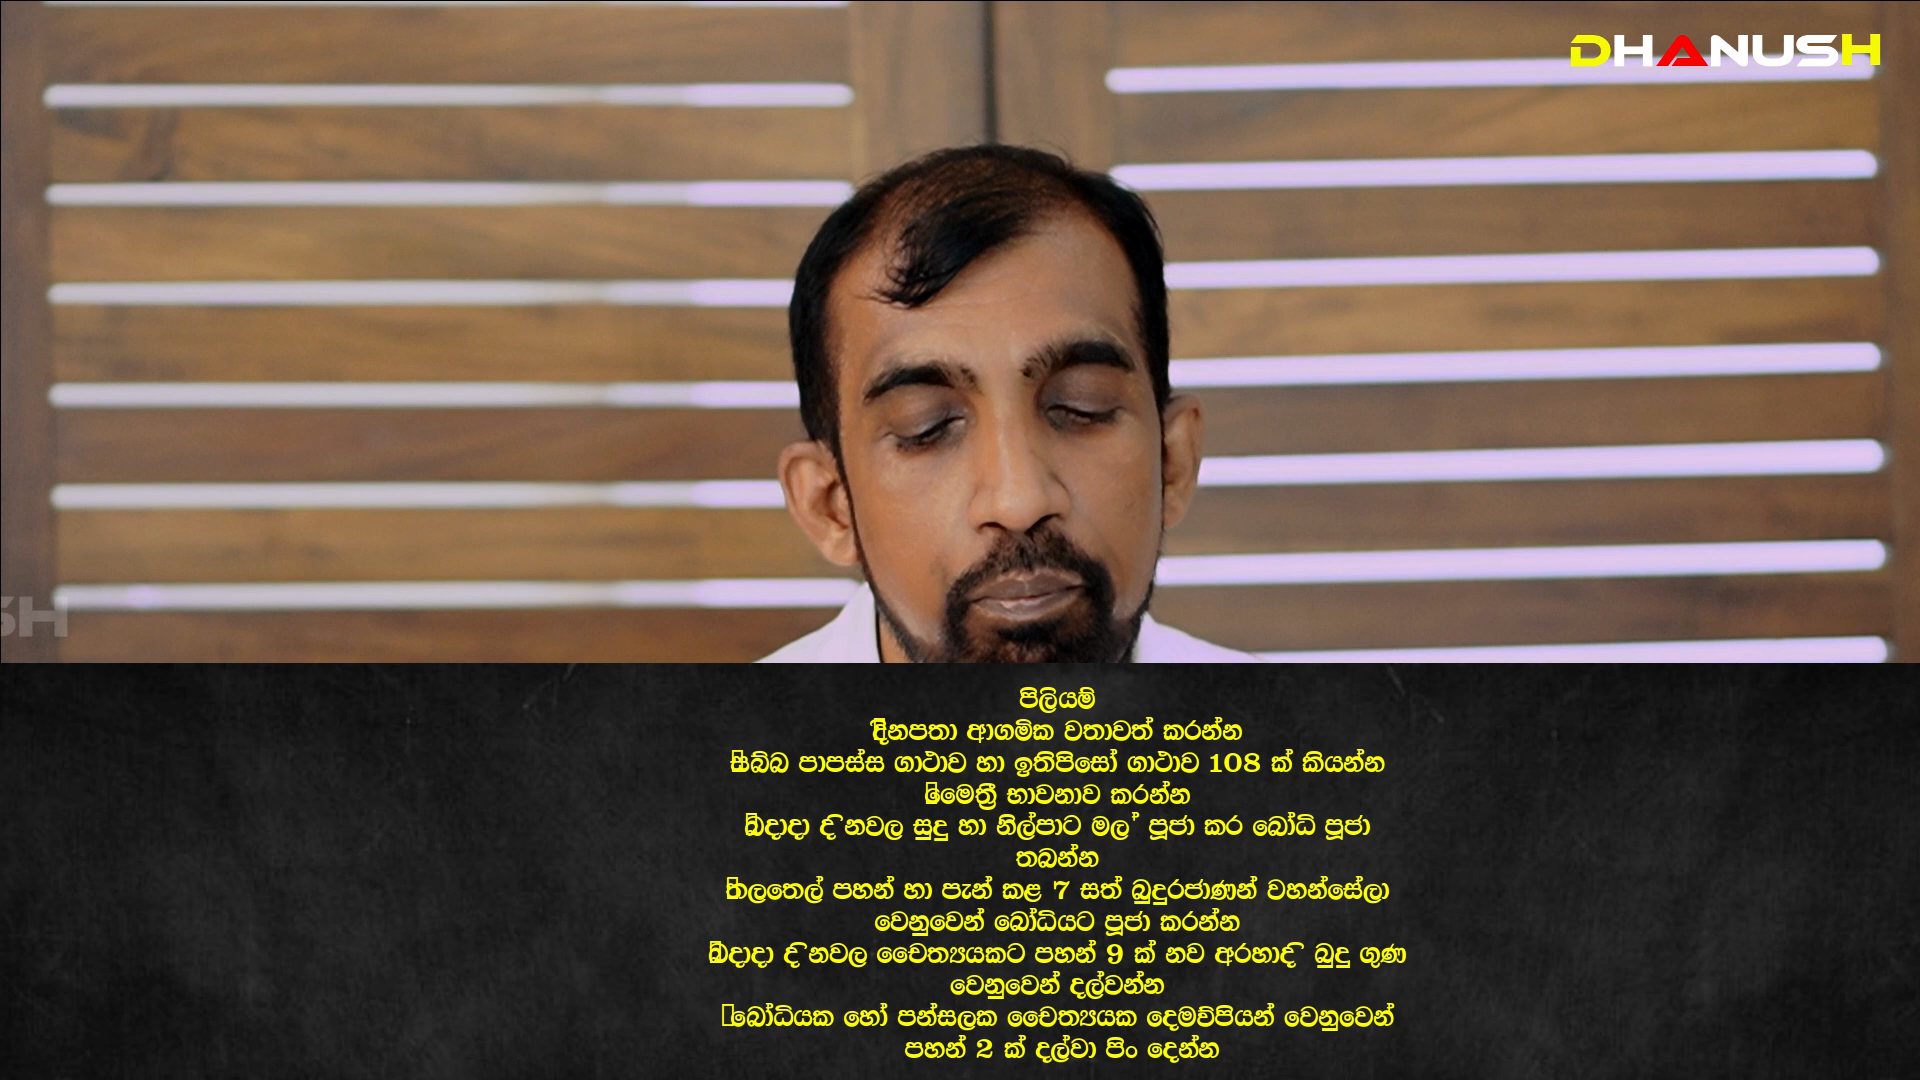 DHANUSH
SH
පිලියම්
දිනපතා ආගමික වතාවත් කරන්න
සබ්බ පාපස්ස ගාථාව හා ඉතිපිසෝ ගාථාව 108 ක් කියන්න
මෛත්‍රී භාවනාව කරන්න
බදාදා දිනවල සුදු හා නිල්පාට මල් පූජා කර බෝධි පූජා
තබන්න
තලතෙල් පහන් හා පැන් කළ 7 සත් බුදුරජාණන් වහන්සේලා
වෙනුවෙන් බෝධියට පූජා කරන්න
බදාදා දිනවල චෛත්‍යයකට පහන් 9 ක් නව අරහාදි බුදු ගුණ
වෙනුවෙන් දල්වන්න
බෝධියක හෝ පන්සලක චෛත්‍යයක දෙමව්පියන් වෙනුවෙන්
පහන් 2 ක් දල්වා පිං දෙන්න